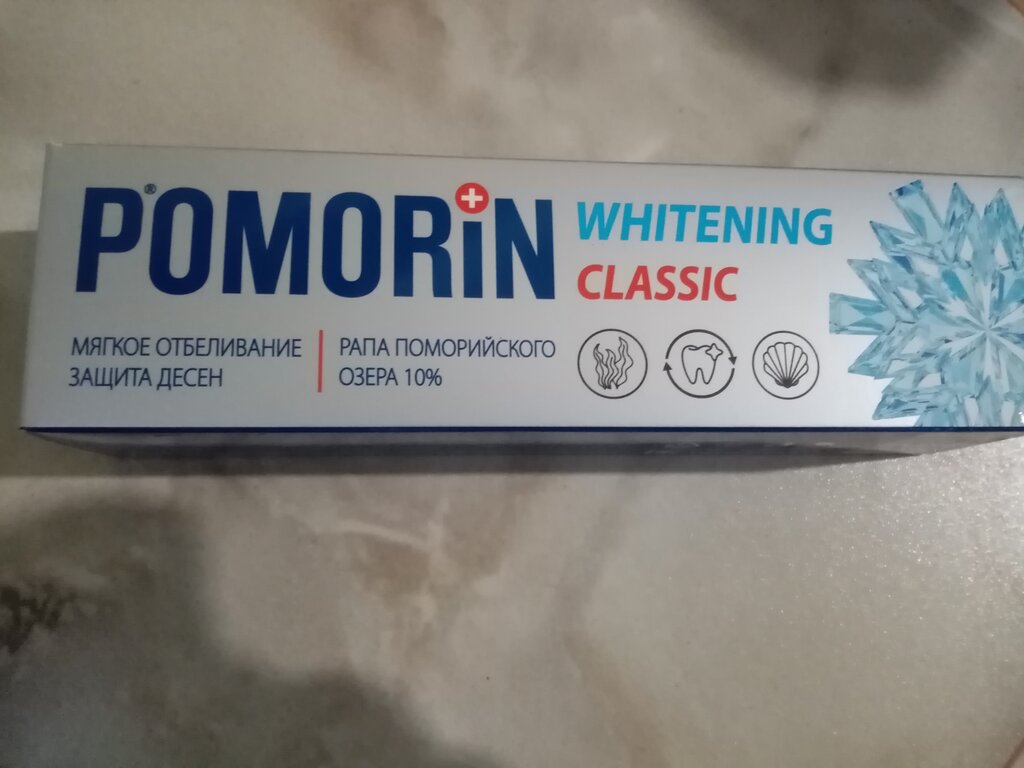 POMORiN®
WHITENING
CLASSIC
МЯГКОЕ ОТБЕЛИВАНИЕ
ЗАЩИТА ДЕСЕН
РАПА ПОМОРИЙСКОГО
ОЗЕРА 10%